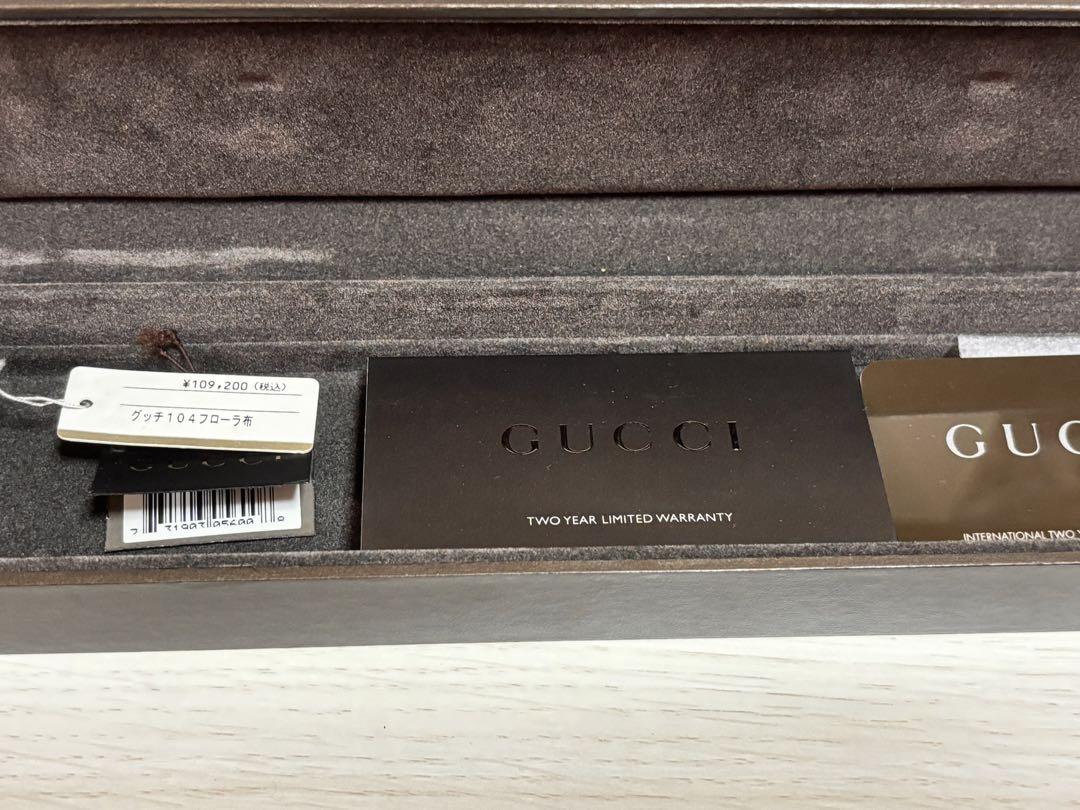 ¥109,200(税込)
グッチ104フローラ布
GUCCI
GUCCI
TWO YEAR LIMITED WARRANTY
GUC
INTERNATIONAL TWO